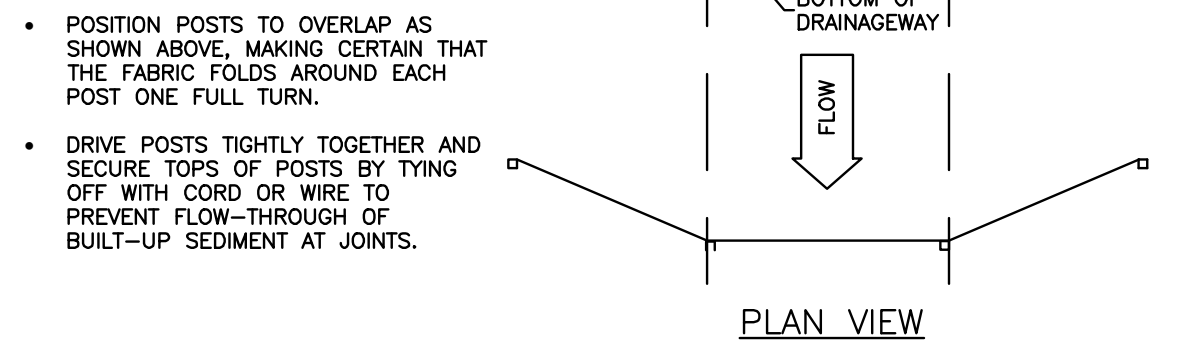 • POSITION POSTS TO OVERLAP AS
SHOWN ABOVE, MAKING CERTAIN THAT
THE FABRIC FOLDS AROUND EACH
POST ONE FULL TURN.
• DRIVE POSTS TIGHTLY TOGETHER AND
SECURE TOPS OF POSTS BY TYING
OFF WITH CORD OR WIRE TO
PREVENT FLOW–THROUGH OF
BUILT–UP SEDIMENT AT JOINTS.
BOTTOM OF
DRAINAGEWAY
FLOW
PLAN VIEW